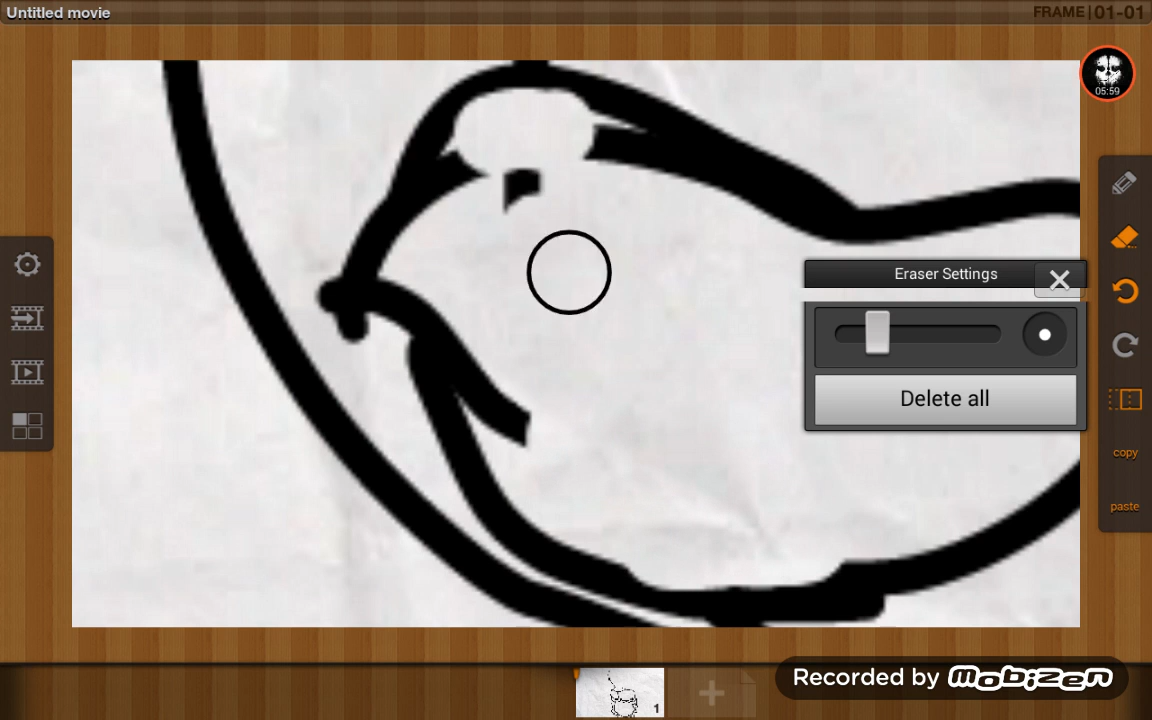 Untitled movie
FRAME|01-01
05:59
Eraser Settings
Delete all
copy
paste
1
Recorded by MOBIZEN